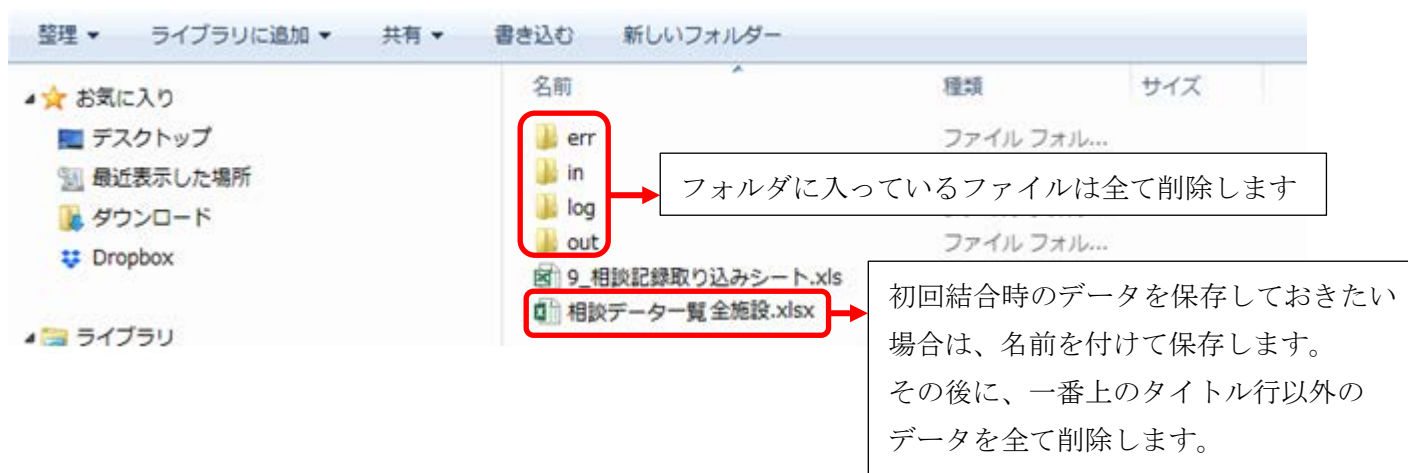 整理 ▼ ライブラリに追加 ▼ 共有 ▼ 書き込む 新しいフォルダー
名前 種類 サイズ
お気に入り
デスクトップ
最近表示した場所
ダウンロード
Dropbox
ライブラリ
err ファイル フォル...
in
log
out ファイル フォル...
9_相談記録取り込みシート.xls
相談データ一覧 全施設.xlsx
フォルダに入っているファイルは全て削除します
初回結合時のデータを保存しておきたい
場合は、名前を付けて保存します。
その後に、一番上のタイトル行以外の
データを全て削除します。